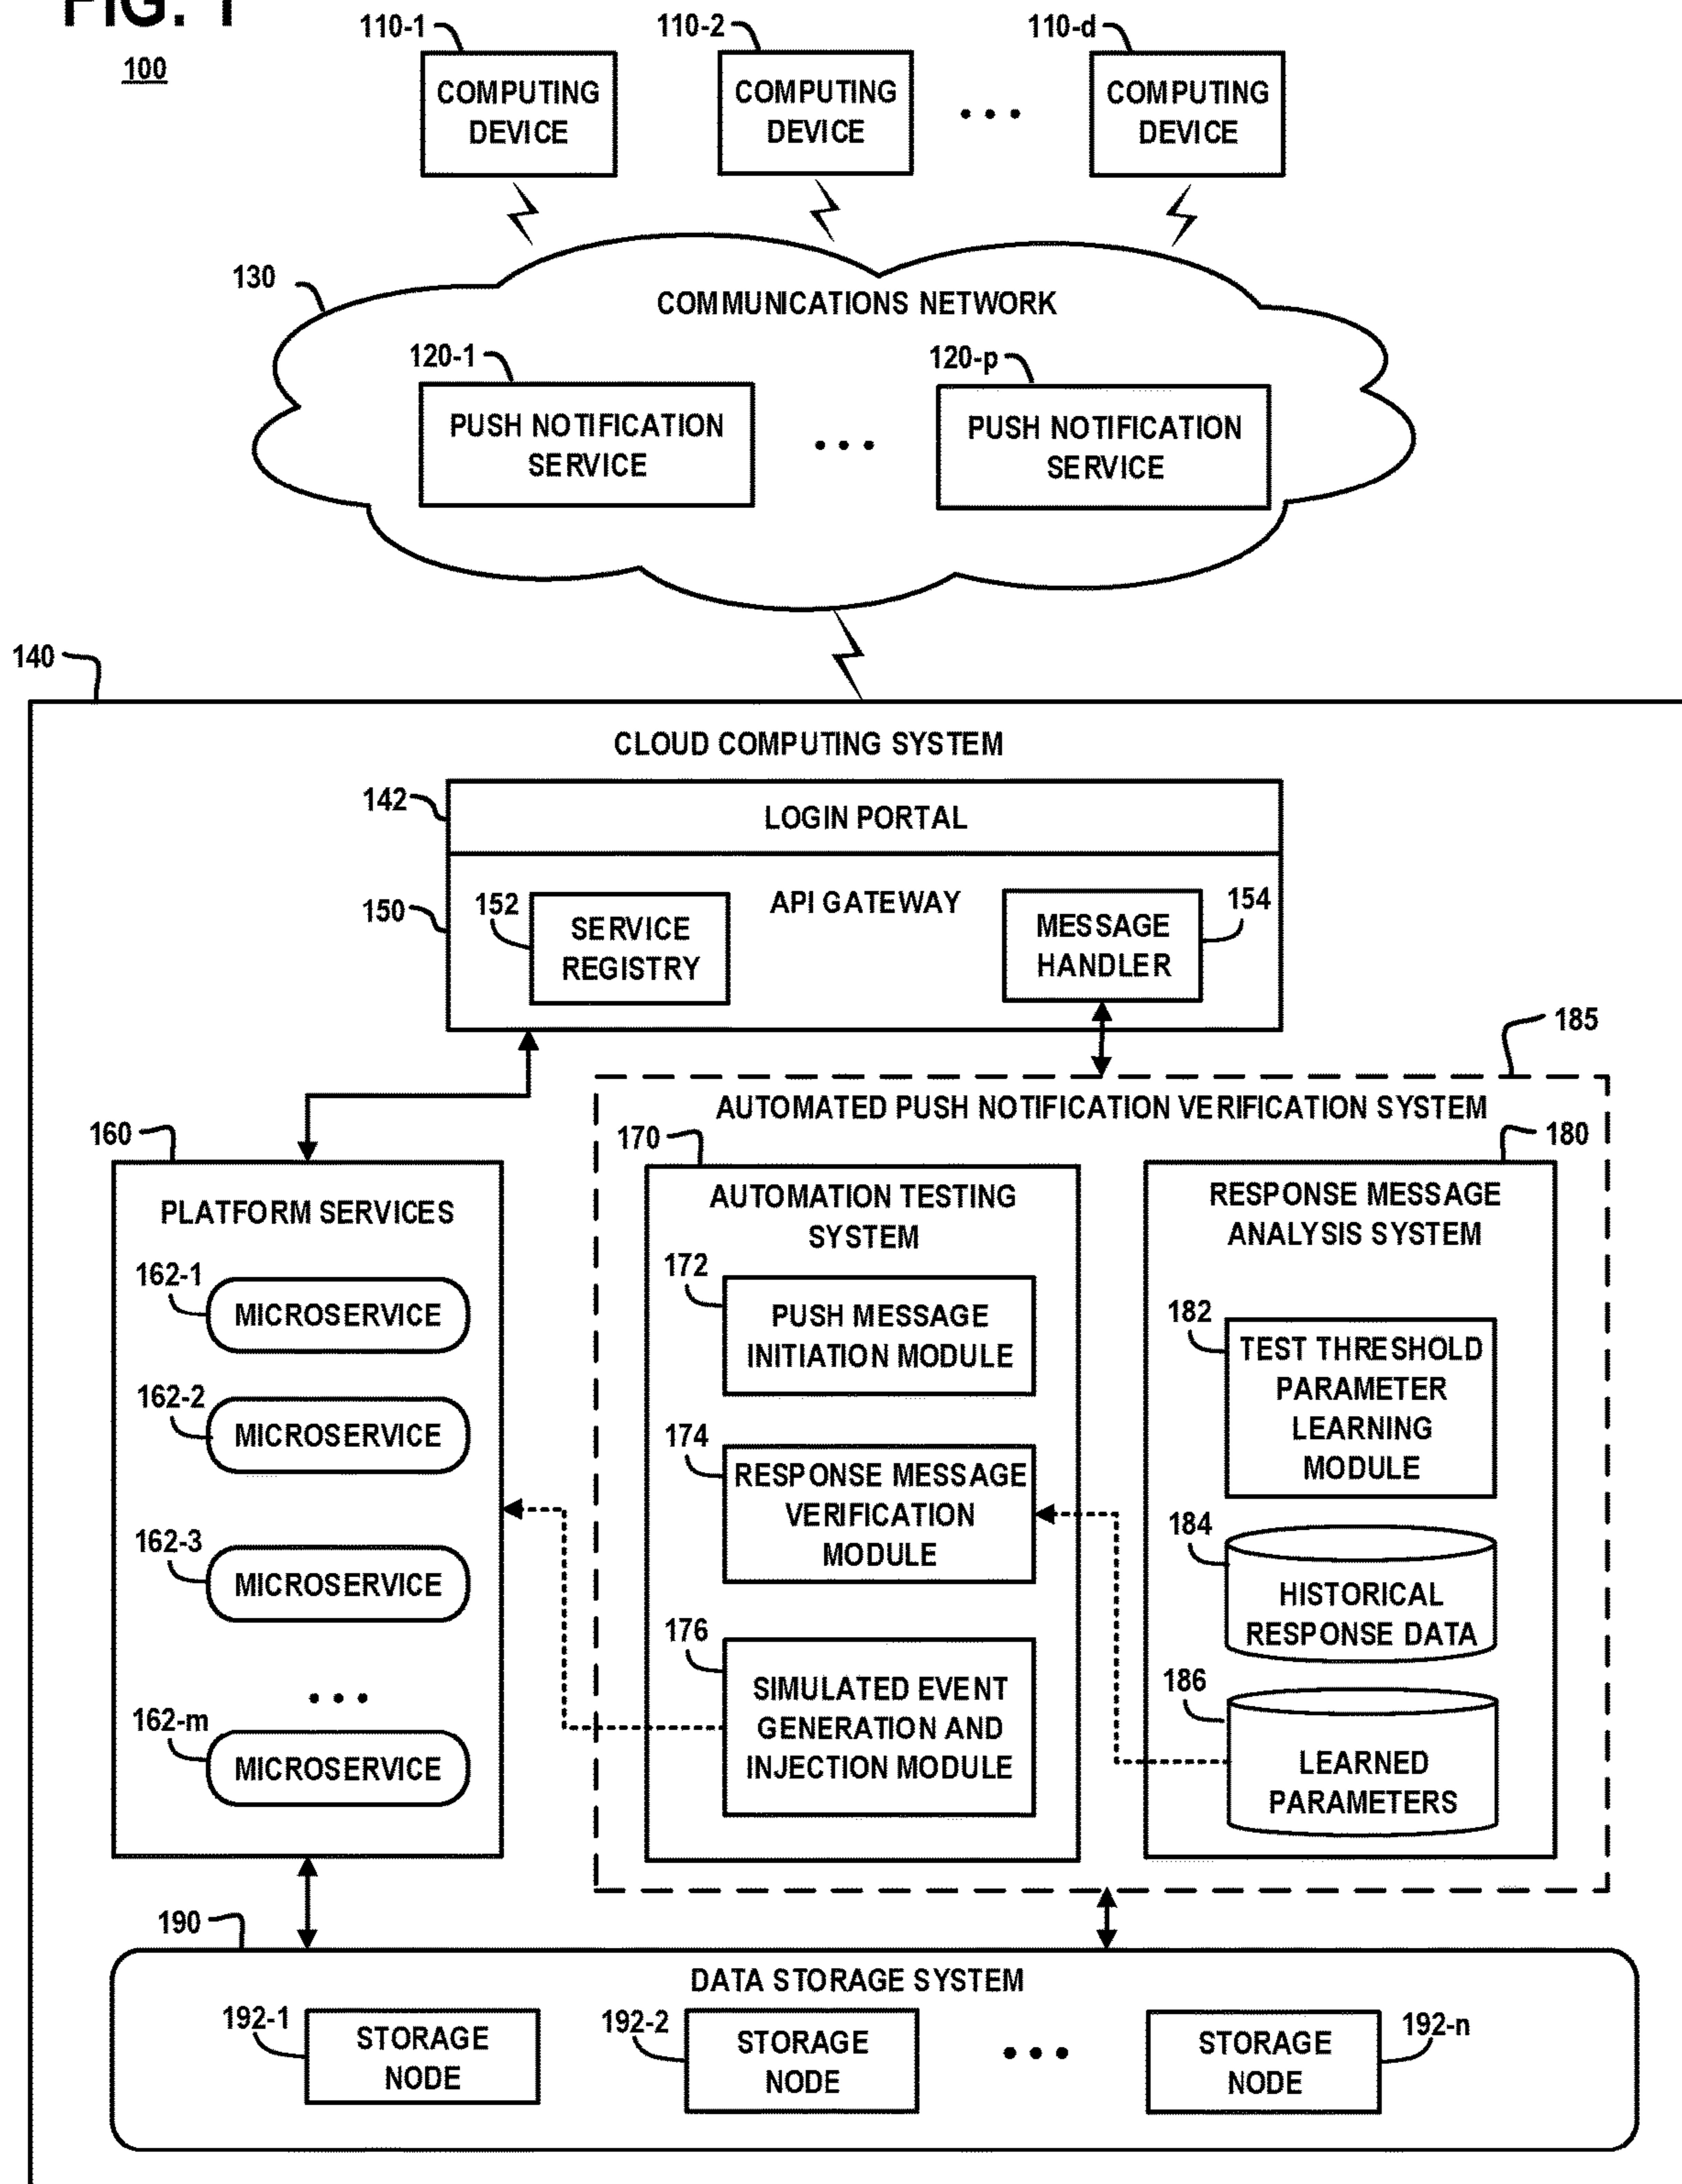 FIG. 1
100
110-1
110-2
110-d
COMPUTING
DEVICE
COMPUTING
DEVICE
COMPUTING
DEVICE
130
COMMUNICATIONS NETWORK
120-1
120-p
PUSH NOTIFICATION
SERVICE
PUSH NOTIFICATION
SERVICE
140
CLOUD COMPUTING SYSTEM
142
LOGIN PORTAL
150
152
API GATEWAY
154
SERVICE
REGISTRY
MESSAGE
HANDLER
185
AUTOMATED PUSH NOTIFICATION VERIFICATION SYSTEM
160
PLATFORM SERVICES
162-1
MICROSERVICE
162-2
MICROSERVICE
162-3
MICROSERVICE
162-m
MICROSERVICE
170
AUTOMATION TESTING
SYSTEM
172
PUSH MESSAGE
INITIATION MODULE
174
RESPONSE MESSAGE
VERIFICATION
MODULE
176
SIMULATED EVENT
GENERATION AND
INJECTION MODULE
180
RESPONSE MESSAGE
ANALYSIS SYSTEM
182
TEST THRESHOLD
PARAMETER
LEARNING
MODULE
184
HISTORICAL
RESPONSE DATA
186
LEARNED
PARAMETERS
190
DATA STORAGE SYSTEM
192-1
STORAGE
NODE
192-2
STORAGE
NODE
192-n
STORAGE
NODE